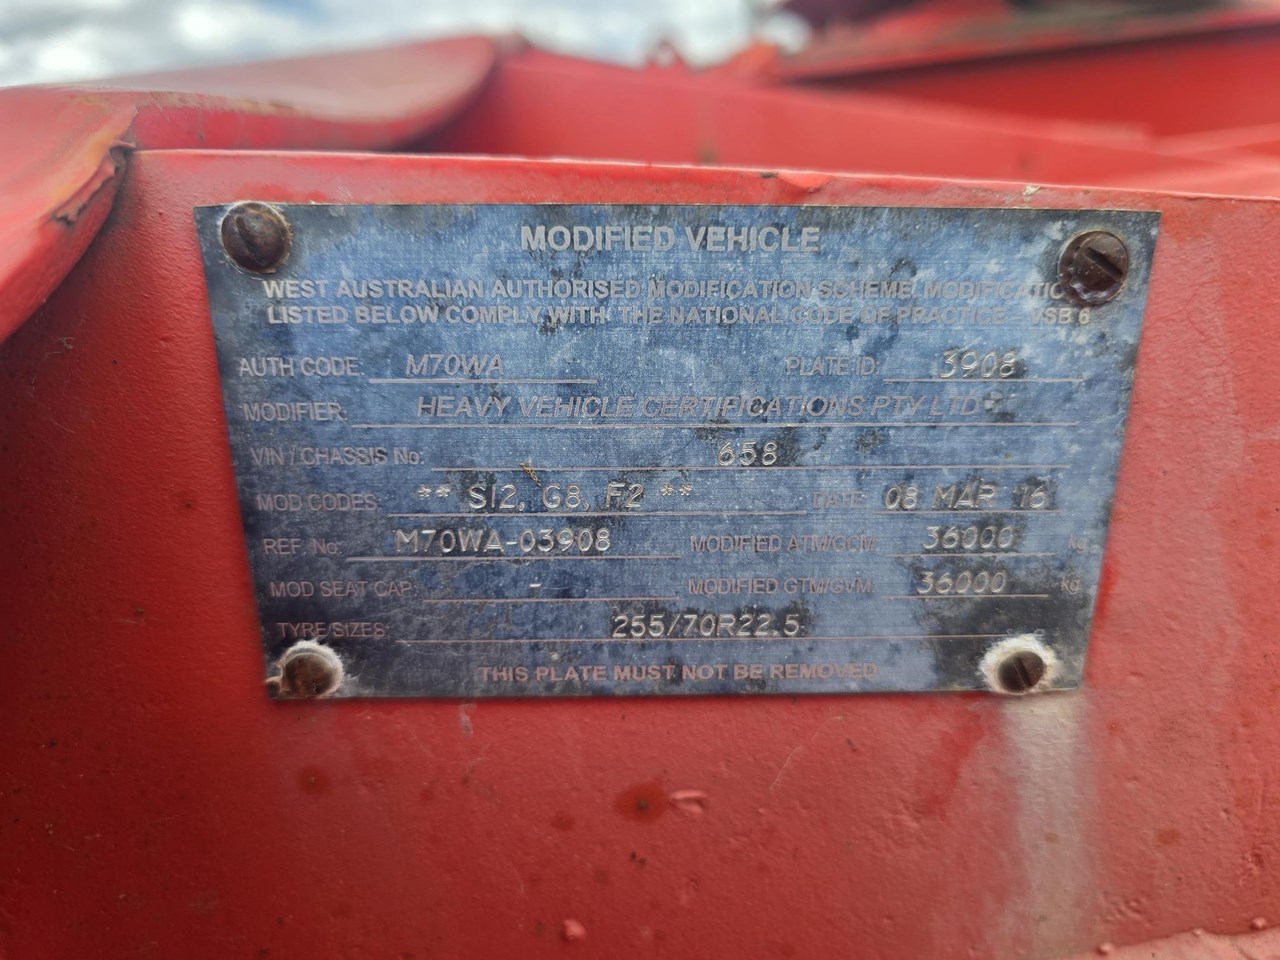 MODIFIED VEHICLE
WEST AUSTRALIAN AUTHORISED MODIFICATION SCHEME. MODIFICATIO
LISTED BELOW COMPLY WITH THE NATIONAL CODE OF PRACTICE - VSB 6
AUTH CODE: M70WA PLATE ID: 3908
MODIFIER: HEAVY VEHICLE CERTIFICATIONS PTY LTD
VIN / CHASSIS No: 658
MOD CODES: ** S12, G8, F2 ** DATE: 08 MAR 16
REF. No: M70WA-03908 MODIFIED ATM/GCM: 36000 kg
MOD SEAT CAP: - MODIFIED GTM/GVM: 36000 kg
TYRE SIZES: 255/70R22.5
THIS PLATE MUST NOT BE REMOVED